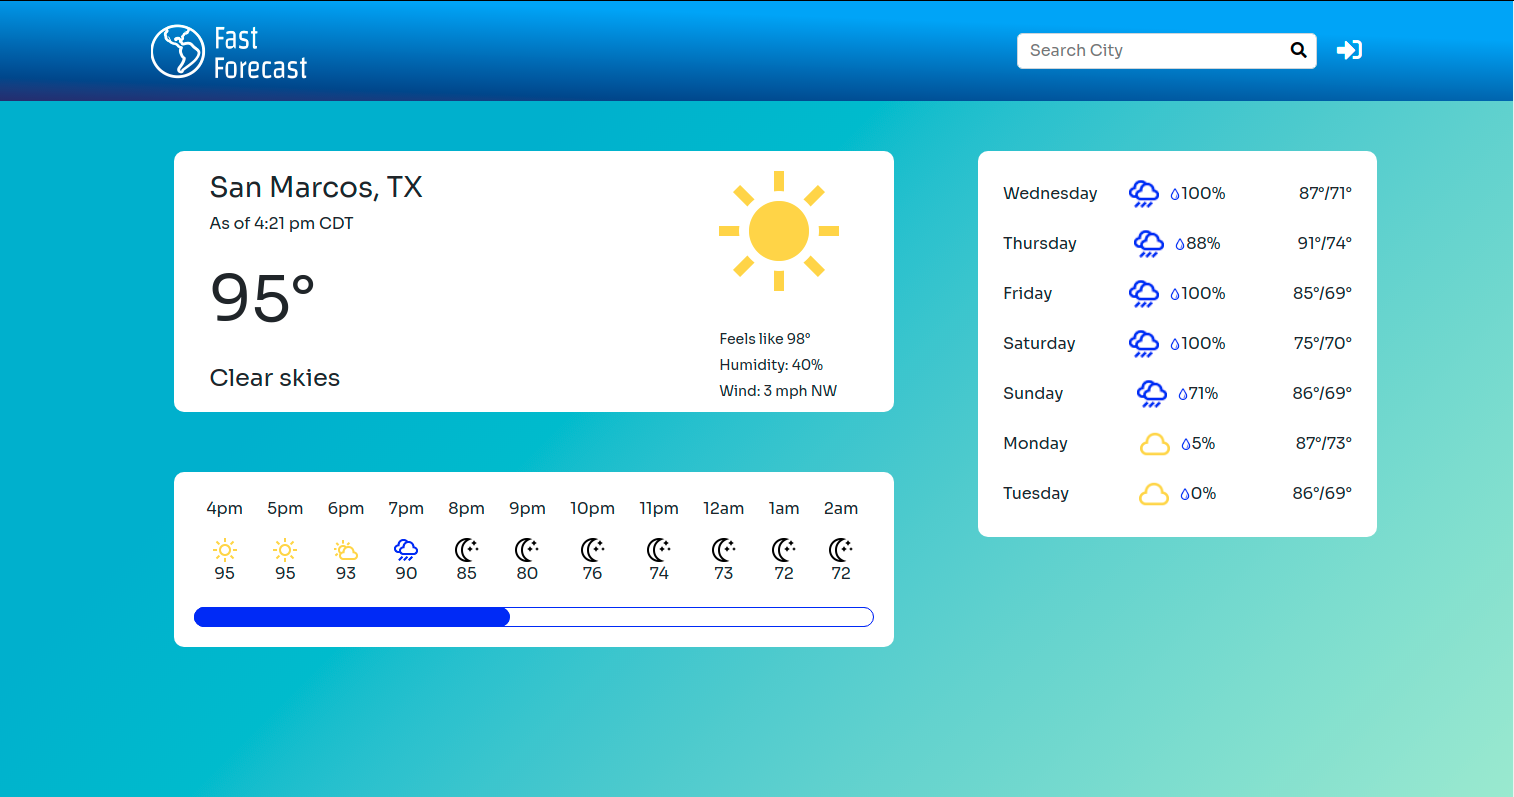 Fast
Forecast
Search City
San Marcos, TX
As of 4:21 pm CDT
95°
Clear skies
Feels like 98°
Humidity: 40%
Wind: 3 mph NW
4pm 5pm 6pm 7pm 8pm 9pm 10pm 11pm 12am 1am 2am
95 95 93 90 85 80 76 74 73 72 72
Wednesday 100% 87°/71°
Thursday 88% 91°/74°
Friday 100% 85°/69°
Saturday 100% 75°/70°
Sunday 71% 86°/69°
Monday 5% 87°/73°
Tuesday 0% 86°/69°